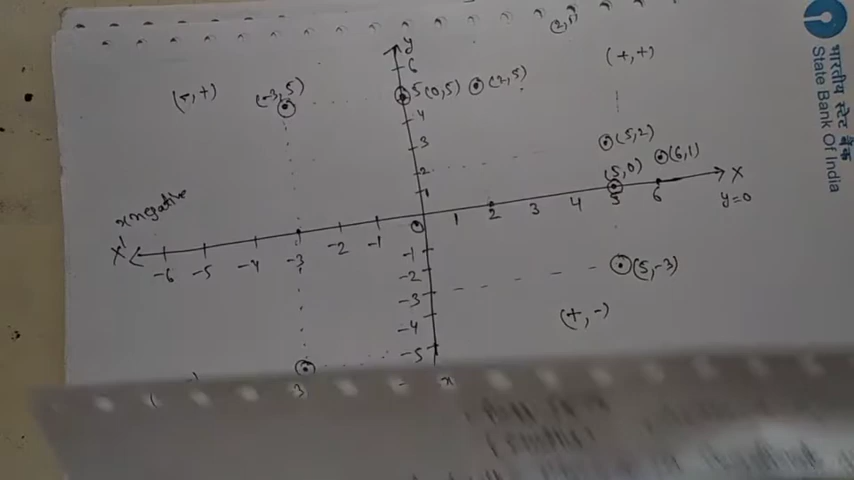 y
6
(-,+)
(-3,5)
5(0,5)
(2,5)
(+,+)
4
3
2
1
(5,2)
(6,1)
(5,0)
X
y=0
x negative
X'
-6 -5 -4 -3 -2 -1 O 1 2 3 4 5 6
-1
-2
-3
-4
-5
(5,-3)
(+,-)
3
भारतीय स्टेट बैंक
State Bank Of India